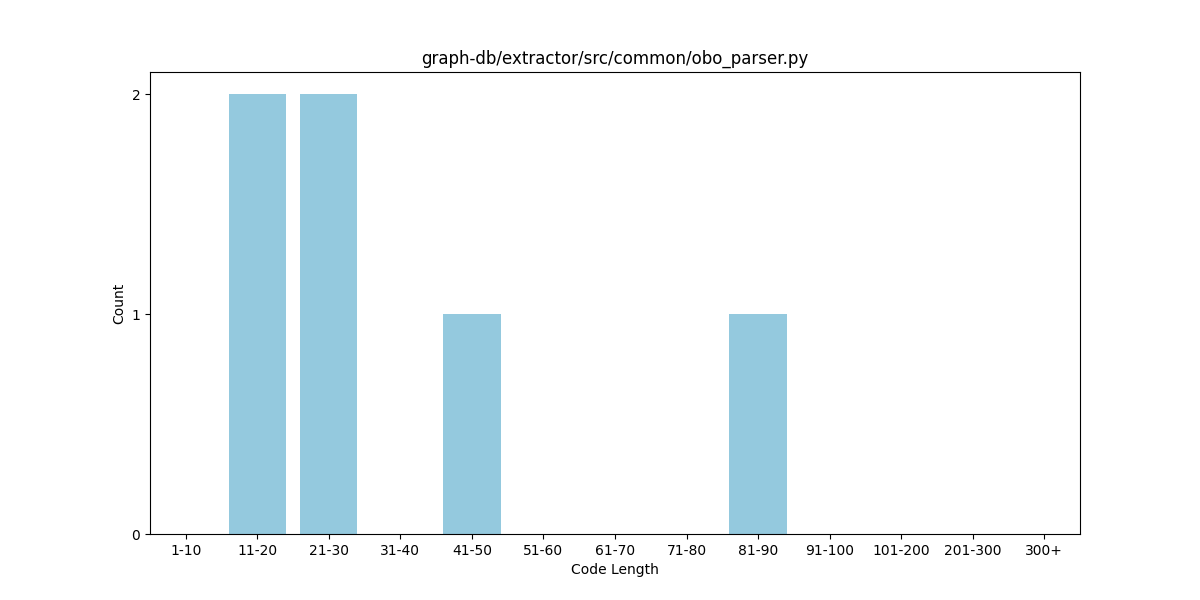 graph-db/extractor/src/common/obo_parser.py
2
1
0
Count
1-10 11-20 21-30 31-40 41-50 51-60 61-70 71-80 81-90 91-100 101-200 201-300 300+
Code Length